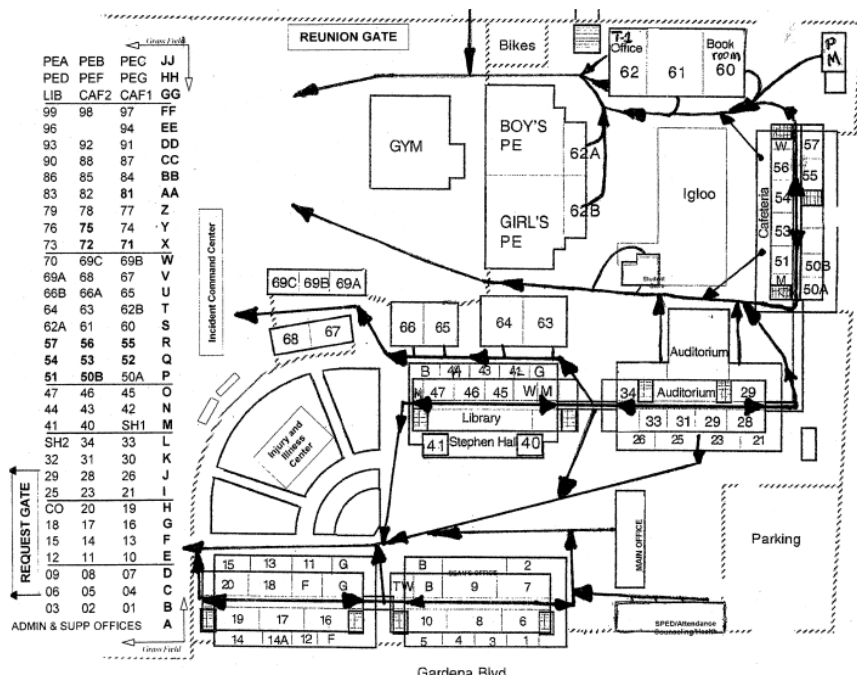 Grass Field
PEA PEB PEC JJ
PED PEF PEG HH
LIB CAF2 CAF1 GG
99 98 97 FF
96 94 EE
93 92 91 DD
90 88 87 CC
86 85 84 BB
83 82 81 AA
79 78 77 Z
76 75 74 Y
73 72 71 X
70 69C 69B W
69A 68 67 V
66B 66A 65 U
64 63 62B T
62A 61 60 S
57 56 55 R
54 53 52 Q
51 50B 50A P
47 46 45 O
44 43 42 N
41 40 SH1 M
SH2 34 33 L
32 31 30 K
29 28 26 J
25 23 21 I
CO 20 19 H
18 17 16 G
15 14 13 F
12 11 10 E
09 08 07 D
06 05 04 C
03 02 01 B
ADMIN & SUPP OFFICES A
Grass Field
REQUEST GATE
REUNION GATE
Bikes
T-1
Office
Book
room
62 61 60
P
M
GYM
BOY'S
PE
GIRL'S
PE
62A
62B
Igloo
Cafeteria
W
56
54
53
51
M
57
55
50B
50A
Incident Command Center
69C 69B 69A
68 67
66 65
64 63
B 44 43 G
47 46 45 W M
Library
41 Stephen Hall 40
Auditorium
34 Auditorium 29
33 31 29 28
26 25 23 21
Injury and
Illness
Center
MAIN OFFICE
Parking
15 13 11 G
20 18 F G
19 17 16
14 14A 12 F
B 2
TW B 9 7
10 8 6
5 4 3 1
SPED/Attendance
Counseling/Health
Gardena Blvd